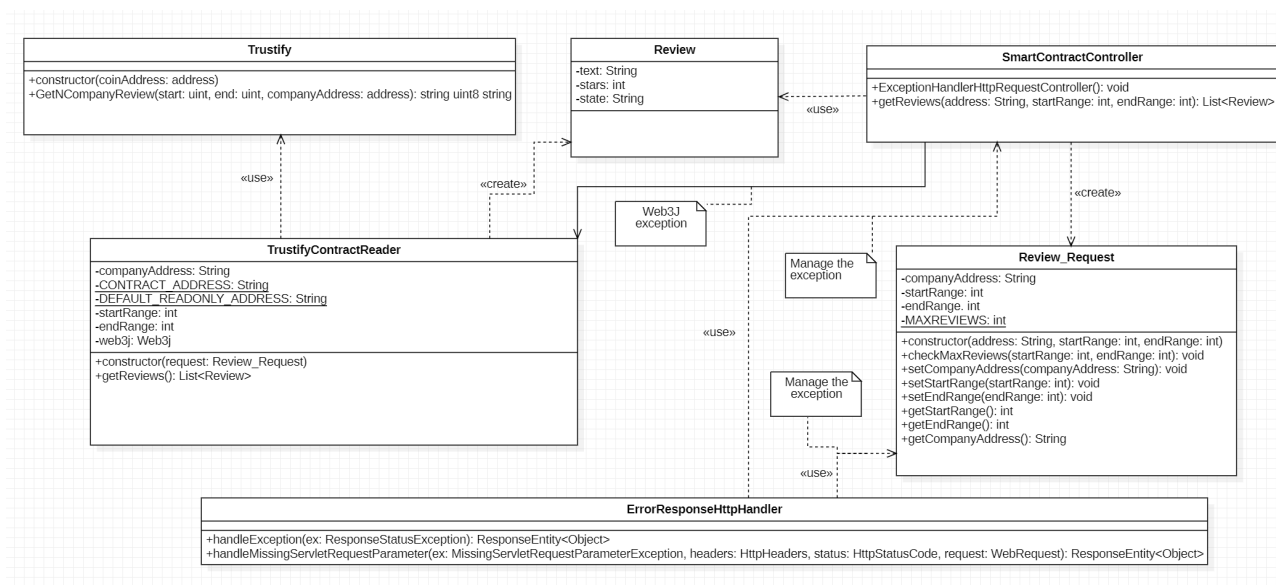 Trustify
+constructor(coinAddress: address)
+GetNCompanyReview(start: uint, end: uint, companyAddress: address): string uint8 string
Review
-text: String
-stars: int
-state: String
SmartContractController
+ExceptionHandlerHttpRequestController(): void
+getReviews(address: String, startRange: int, endRange: int): List<Review>
«use»
«use»
«create»
«create»
Web3J
exception
Manage the
exception
TrustifyContractReader
-companyAddress: String
-CONTRACT_ADDRESS: String
-DEFAULT_READONLY_ADDRESS: String
-startRange: int
-endRange: int
-web3j: Web3j
+constructor(request: Review_Request)
+getReviews(): List<Review>
Review_Request
-companyAddress: String
-startRange: int
-endRange. int
-MAXREVIEWS: int
+constructor(address: String, startRange: int, endRange: int)
+checkMaxReviews(startRange: int, endRange: int): void
+setCompanyAddress(companyAddress: String): void
+setStartRange(startRange: int): void
+setEndRange(endRange: int): void
+getStartRange(): int
+getEndRange(): int
+getCompanyAddress(): String
«use»
Manage the
exception
«use»
ErrorResponseHttpHandler
+handleException(ex: ResponseStatusException): ResponseEntity<Object>
+handleMissingServletRequestParameter(ex: MissingServletRequestParameterException, headers: HttpHeaders, status: HttpStatusCode, request: WebRequest): ResponseEntity<Object>